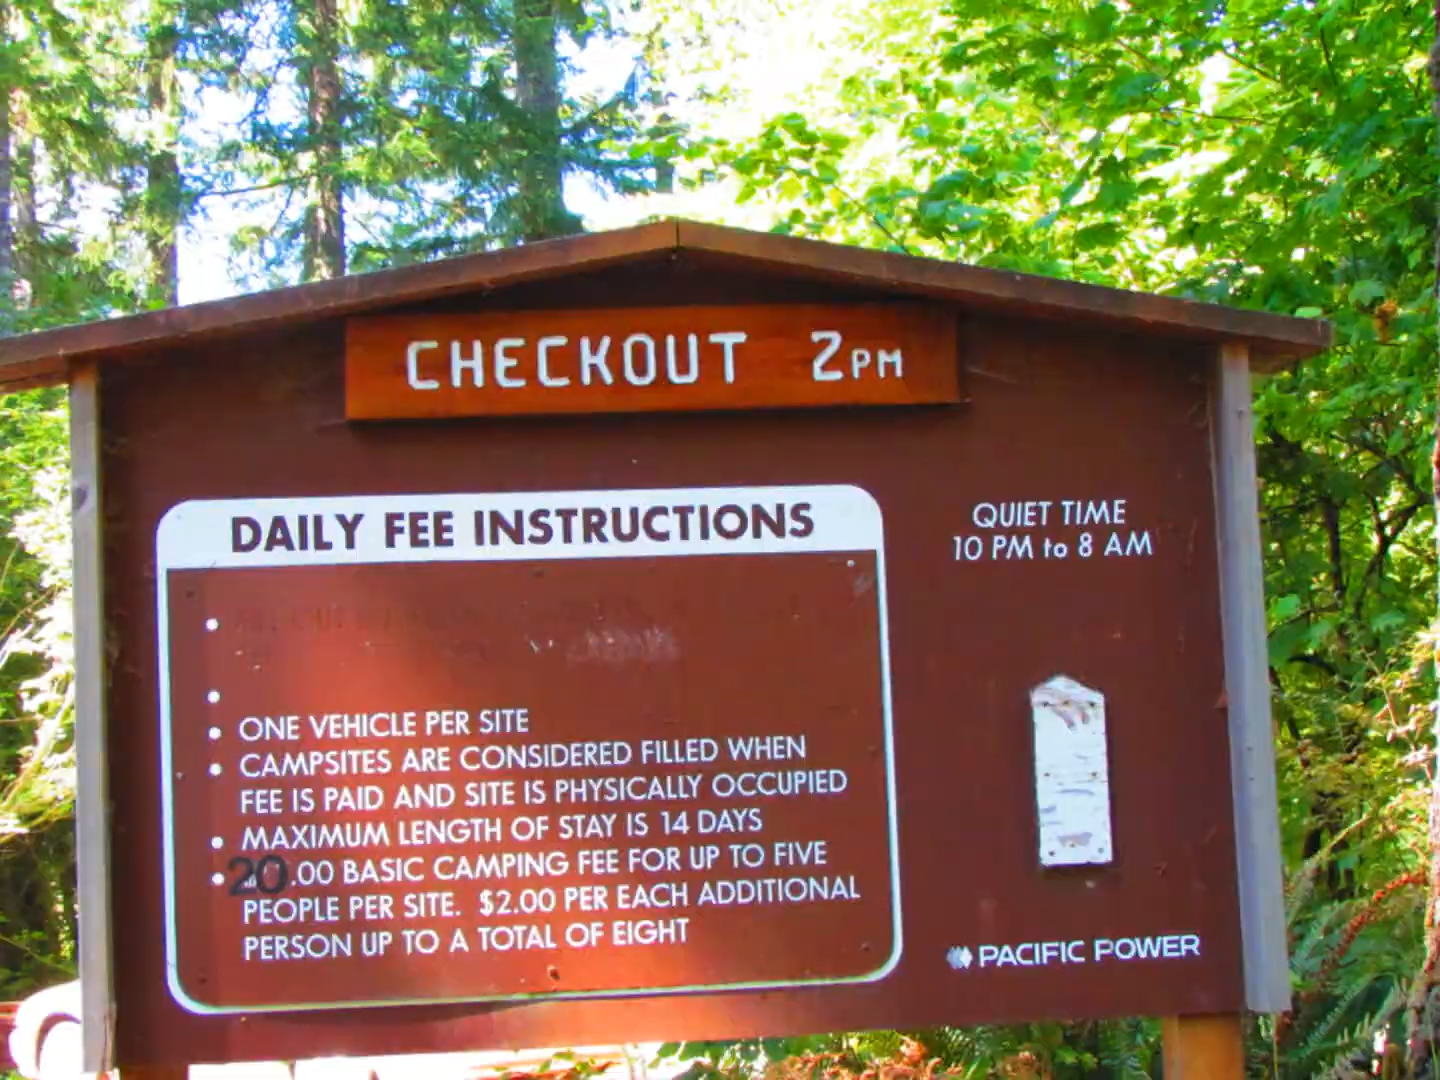 CHECKOUT 2PM
DAILY FEE INSTRUCTIONS
QUIET TIME
10 PM to 8 AM
•
•
• ONE VEHICLE PER SITE
• CAMPSITES ARE CONSIDERED FILLED WHEN
FEE IS PAID AND SITE IS PHYSICALLY OCCUPIED
• MAXIMUM LENGTH OF STAY IS 14 DAYS
• 20.00 BASIC CAMPING FEE FOR UP TO FIVE
PEOPLE PER SITE. $2.00 PER EACH ADDITIONAL
PERSON UP TO A TOTAL OF EIGHT
PACIFIC POWER